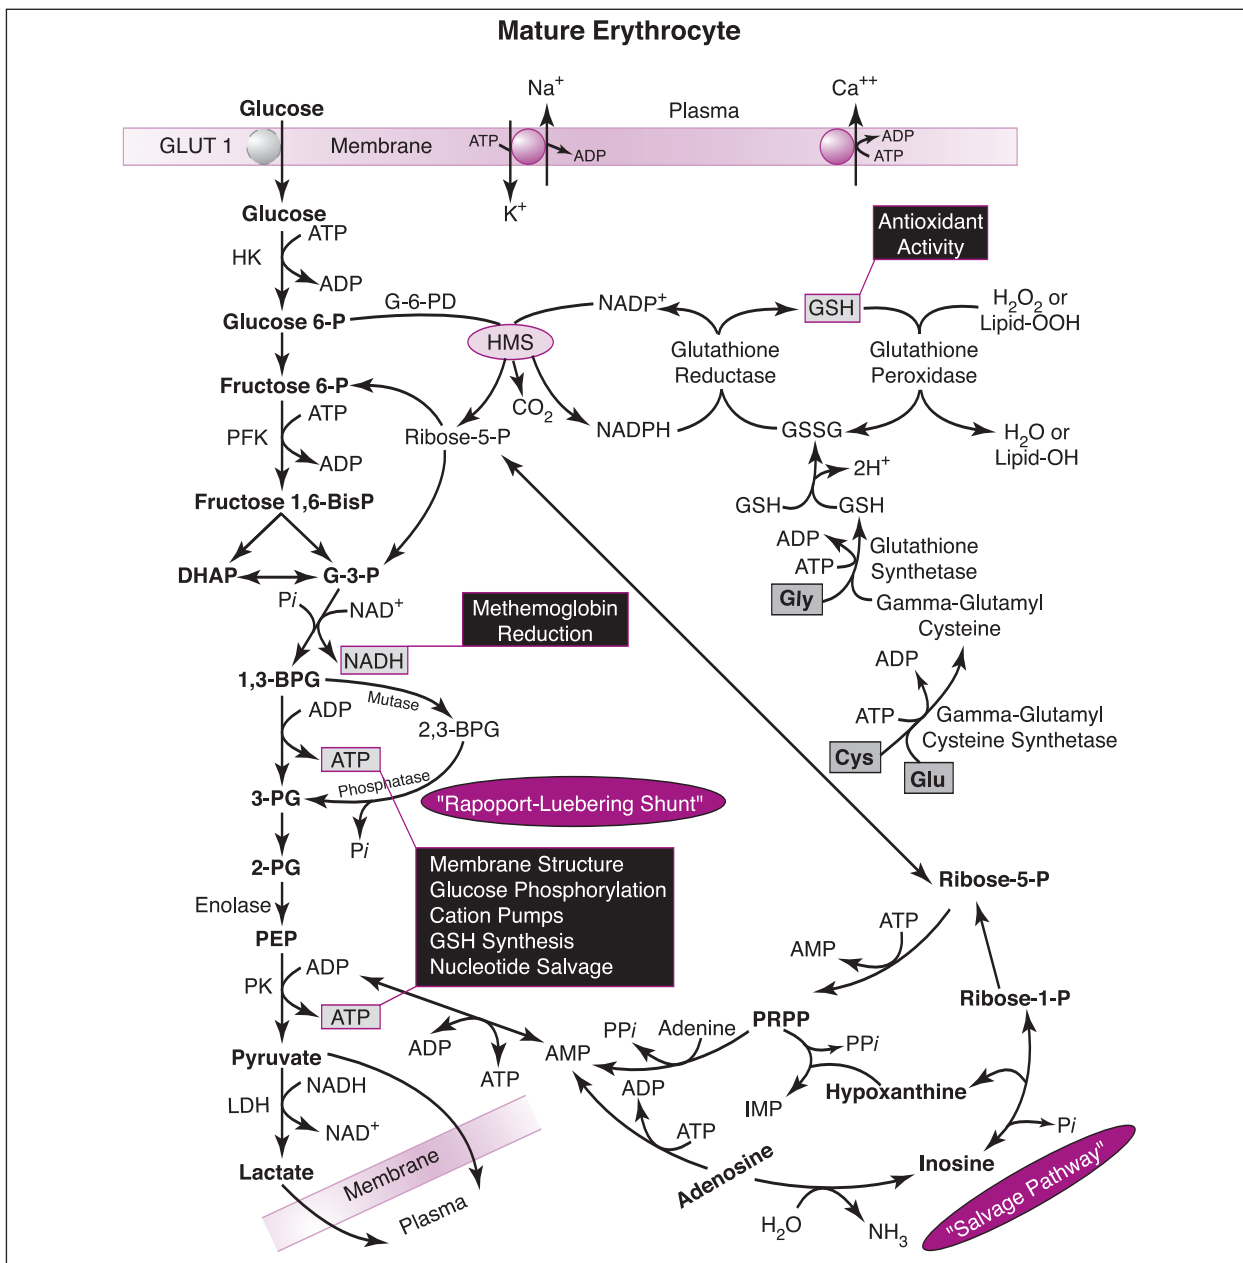 Mature Erythrocyte
Na⁺
Ca⁺⁺
Glucose
Plasma
GLUT 1
Membrane
ATP
ADP
ADP
ATP
Glucose
K⁺
Antioxidant
Activity
ATP
HK
ADP
G-6-PD
NADP⁺
GSH
H₂O₂ or
Lipid-OOH
Glucose 6-P
HMS
Glutathione
Reductase
Glutathione
Peroxidase
Fructose 6-P
CO₂
ATP
PFK
ADP
Ribose-5-P
NADPH
GSSG
H₂O or
Lipid-OH
2H⁺
Fructose 1,6-BisP
GSH
GSH
ADP
ATP
Glutathione
Synthetase
DHAP
G-3-P
Gly
Gamma-Glutamyl
Cysteine
Pi
NAD⁺
Methemoglobin
Reduction
NADH
ADP
1,3-BPG
Mutase
ADP
2,3-BPG
ATP
Gamma-Glutamyl
Cysteine Synthetase
ATP
Cys
Glu
Phosphatase
3-PG
"Rapoport-Luebering Shunt"
Pi
2-PG
Membrane Structure
Glucose Phosphorylation
Cation Pumps
GSH Synthesis
Nucleotide Salvage
Ribose-5-P
Enolase
PEP
ATP
AMP
ADP
PK
ATP
Ribose-1-P
PRPP
PPi
Adenine
PPi
ADP
AMP
Pyruvate
ATP
ADP
Hypoxanthine
IMP
NADH
LDH
NAD⁺
ATP
Pi
Lactate
Membrane
Plasma
Adenosine
Inosine
"Salvage Pathway"
H₂O
NH₃